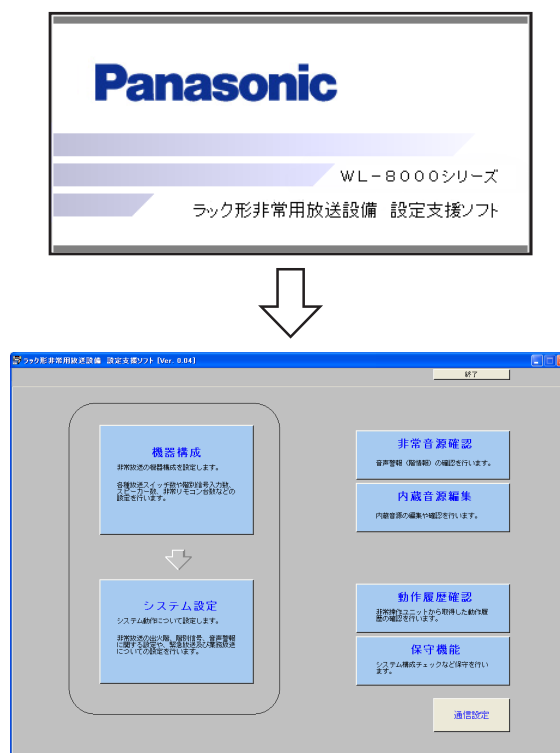 Panasonic
WL-8000シリーズ
ラック形非常用放送設備 設定支援ソフト
ラック形非常用放送設備 設定支援ソフト [Ver. 0.04]
終了
機器構成
非常放送の機器構成を設定します。
各種放送スイッチ数や階別信号入力数、
スピーカー数、非常リモコン台数などの
設定を行います。
システム設定
システム動作について設定します。
非常放送の出火階、階別信号、音声警報
に関する設定や、緊急放送及び業務放送
についての設定を行います。
非常音源確認
音声警報（階情報）の確認を行います。
内蔵音源編集
内蔵音源の編集や確認を行います。
動作履歴確認
非常操作ユニットから取得した動作履
歴の確認を行います。
保守機能
システム構成チェックなど保守を行い
ます。
通信設定